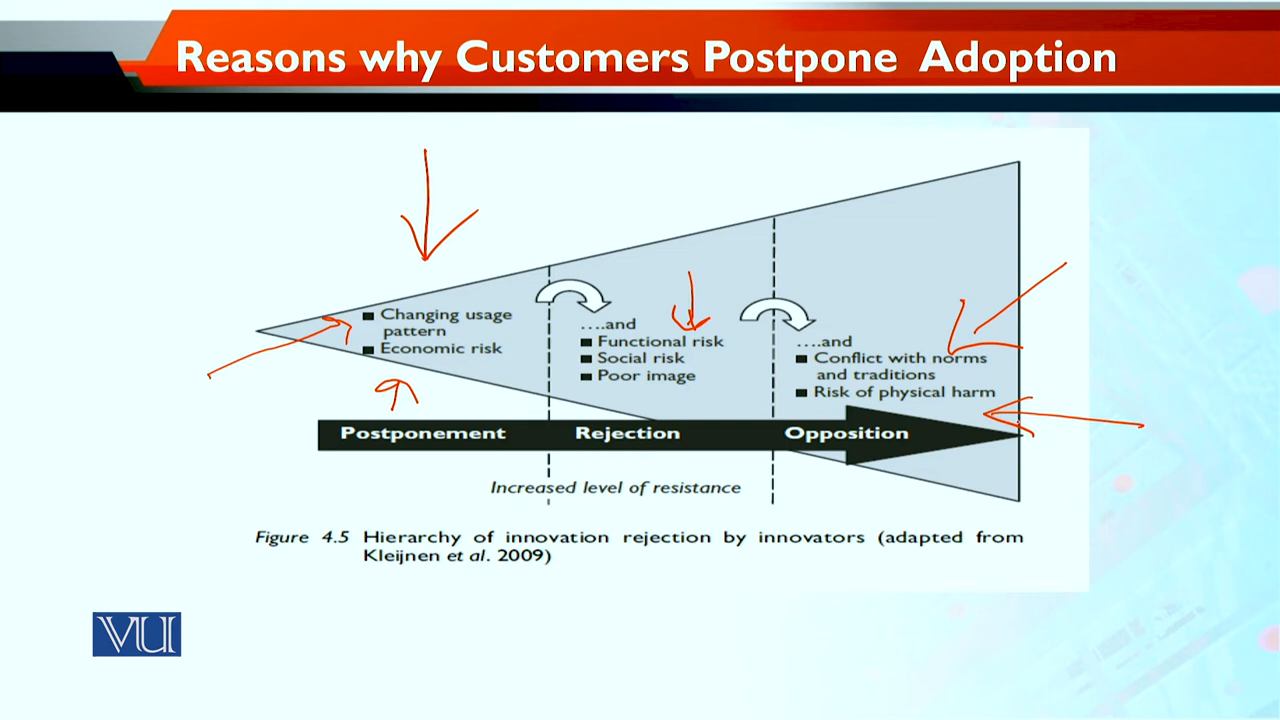 Reasons why Customers Postpone Adoption
■ Changing usage
pattern
■ Economic risk
....and
■ Functional risk
■ Social risk
■ Poor image
....and
■ Conflict with norms
and traditions
■ Risk of physical harm
Postponement Rejection Opposition
Increased level of resistance
Figure 4.5 Hierarchy of innovation rejection by innovators (adapted from
Kleijnen et al. 2009)
VU